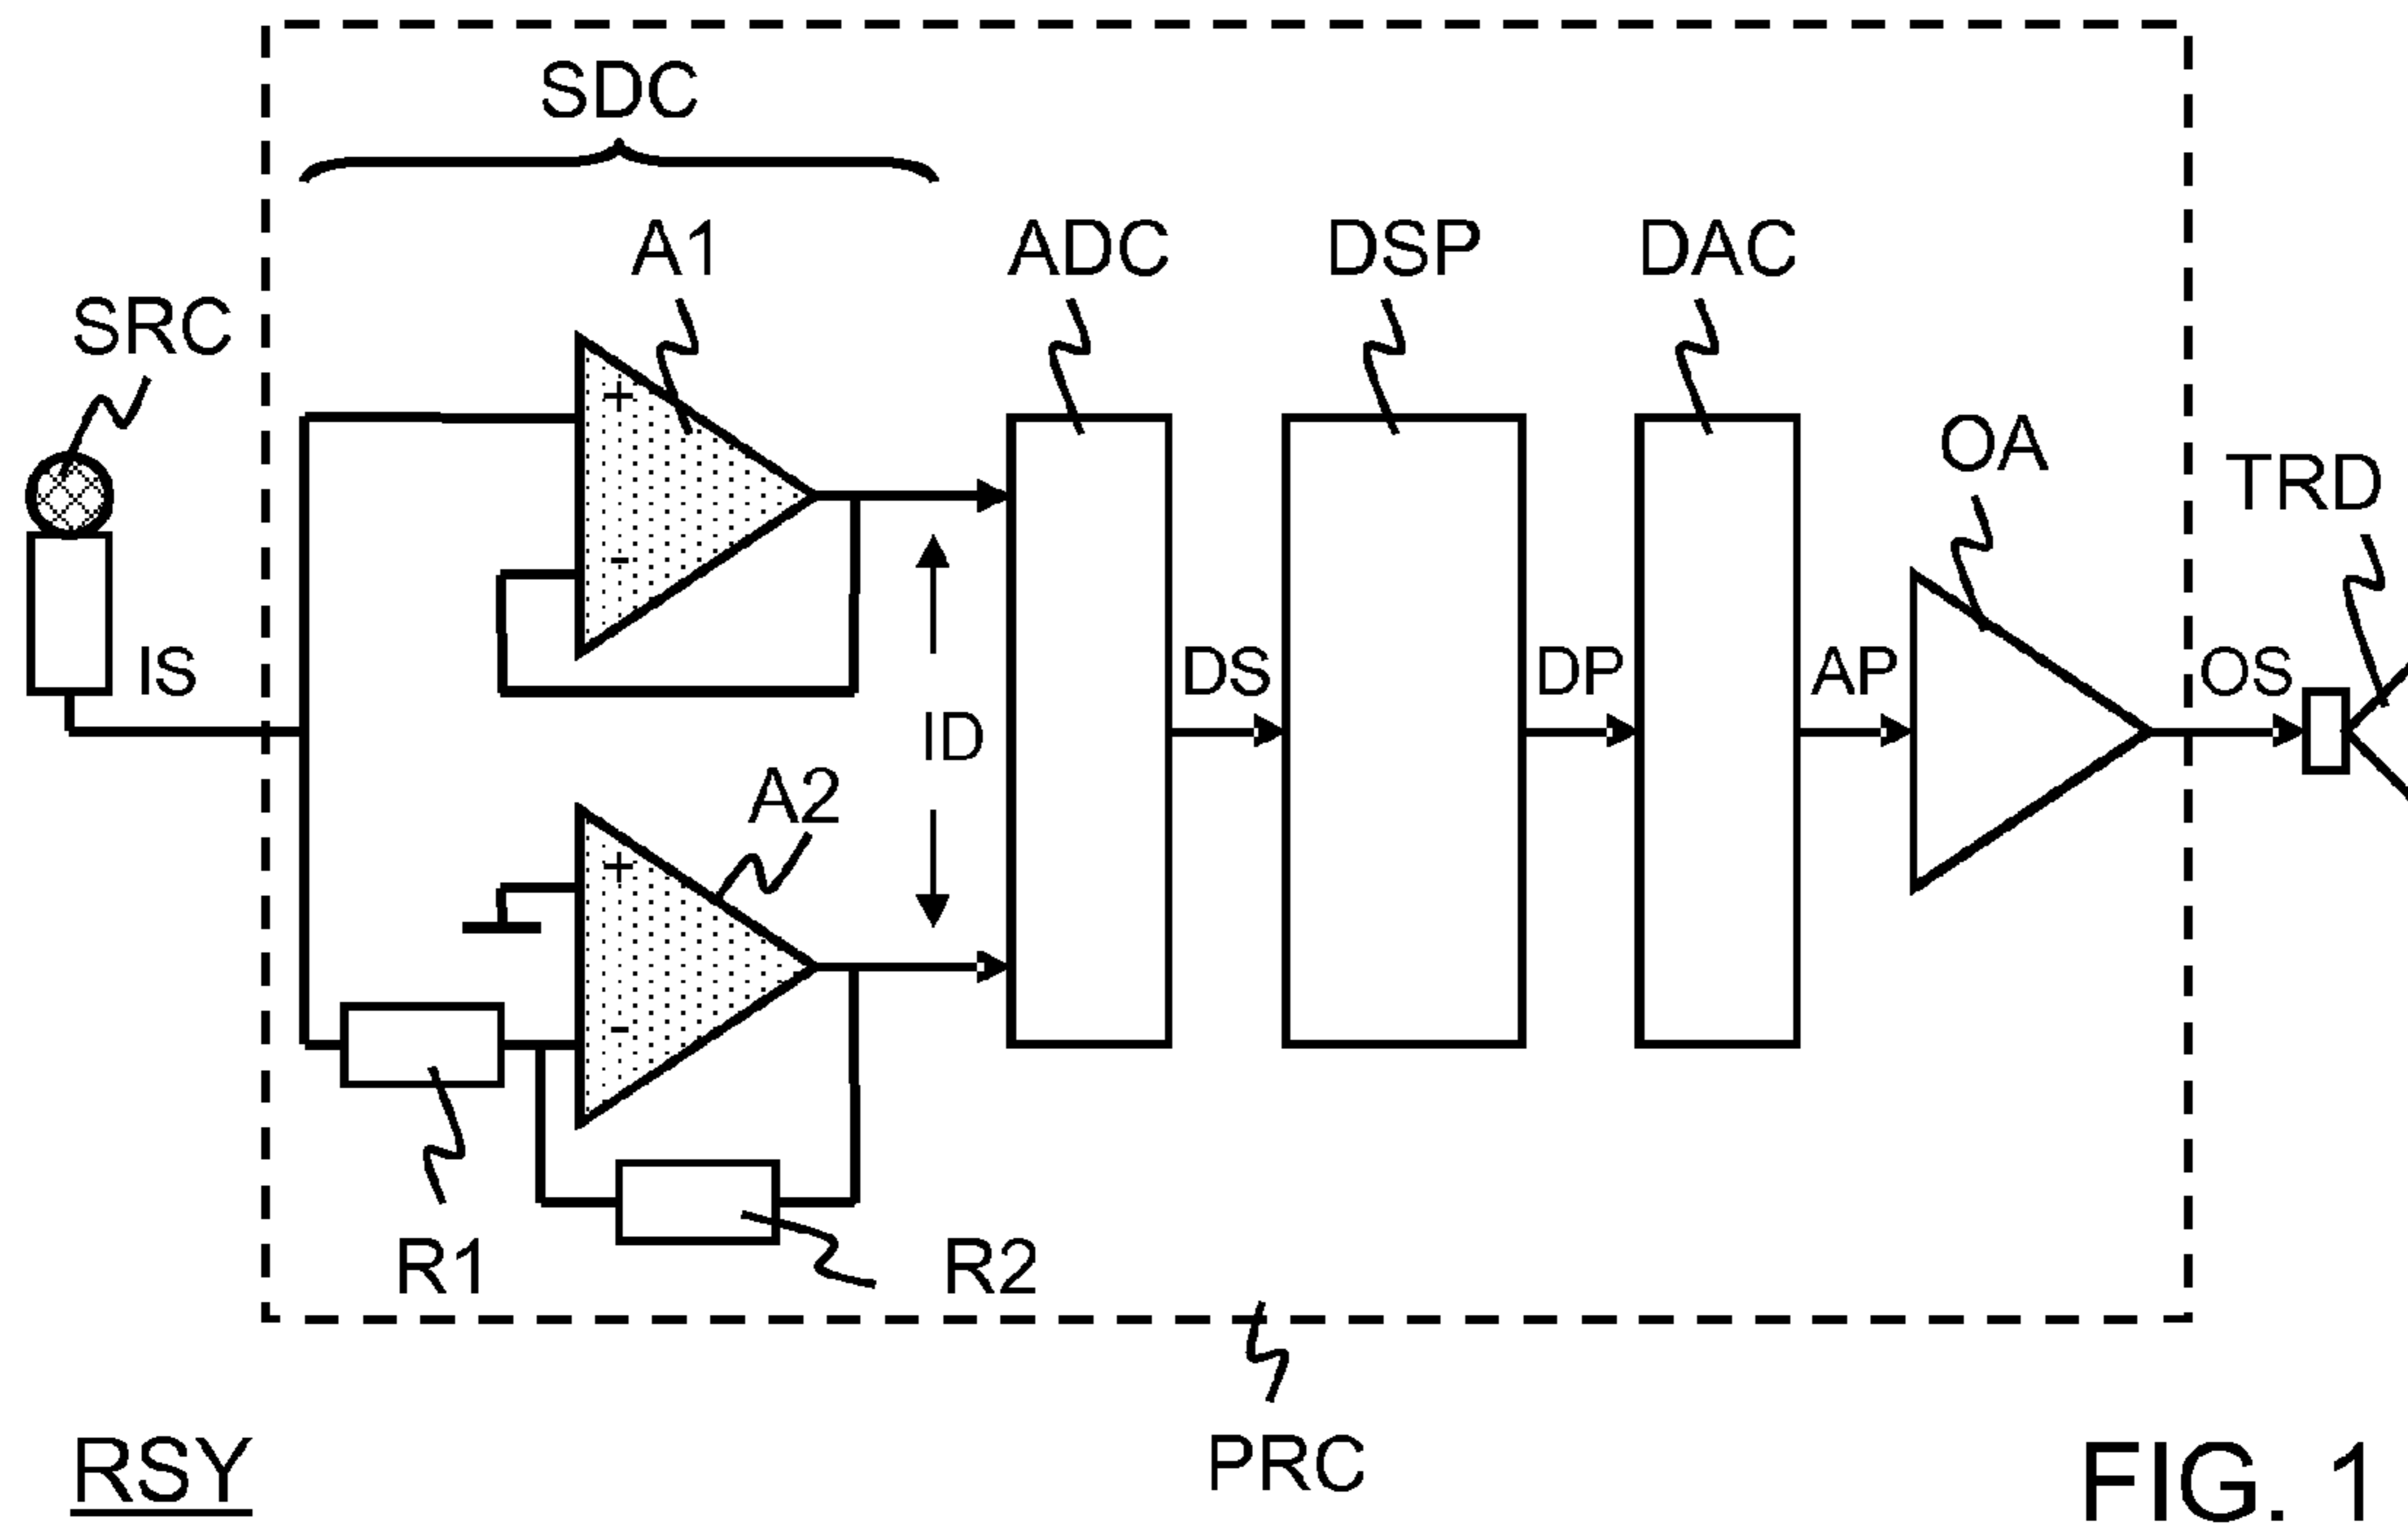 SDC
A1
ADC
DSP
DAC
SRC
+
OA
TRD
-
IS
DS
DP
AP
OS
ID
A2
+
-
R1
R2
PRC
RSY
FIG. 1